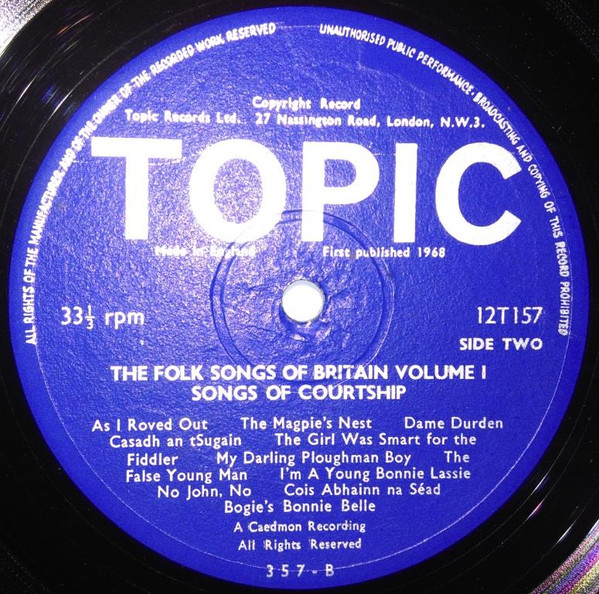 ALL RIGHTS OF THE MANUFACTURER AND OF THE OWNER OF THE RECORDED WORK RESERVED
UNAUTHORISED PUBLIC PERFORMANCE · BROADCASTING AND COPYING OF THIS RECORD PROHIBITED
Copyright Record
Topic Records Ltd. 27 Nassington Road, London, N.W.3.
TOPIC
Made in England First published 1968
33⅓ rpm
12T157
SIDE TWO
THE FOLK SONGS OF BRITAIN VOLUME I
SONGS OF COURTSHIP
As I Roved Out The Magpie's Nest Dame Durden
Casadh an tSugain The Girl Was Smart for the
Fiddler My Darling Ploughman Boy The
False Young Man I'm A Young Bonnie Lassie
No John, No Cois Abhainn na Séad
Bogie's Bonnie Belle
A Caedmon Recording
All Rights Reserved
357-B